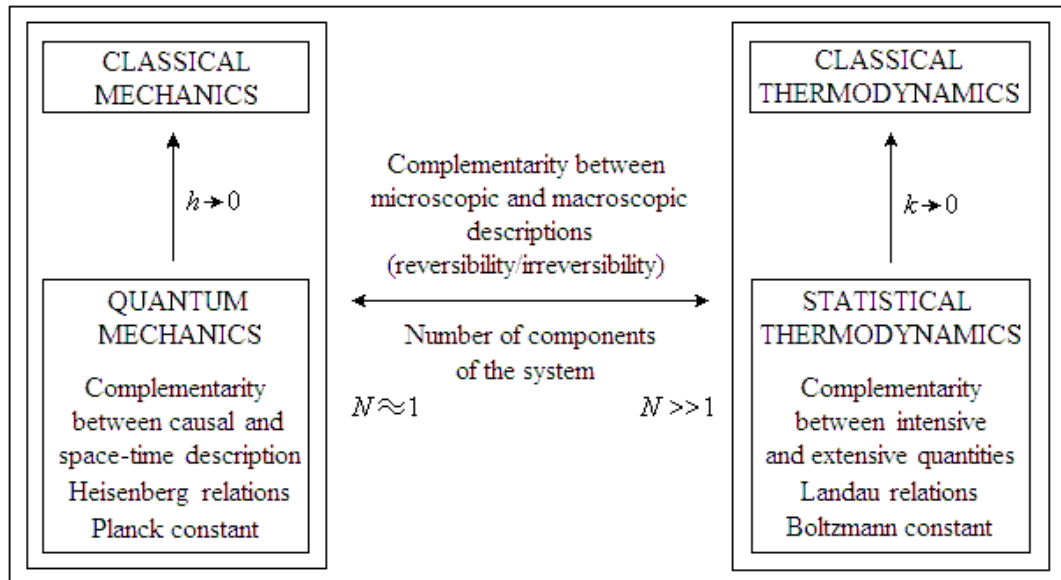 CLASSICAL
MECHANICS
h→0
QUANTUM
MECHANICS
Complementarity
between causal and
space-time description
Heisenberg relations
Planck constant
Complementarity between
microscopic and macroscopic
descriptions
(reversibility/irreversibility)
Number of components
of the system
N≈1
N>>1
CLASSICAL
THERMODYNAMICS
k→0
STATISTICAL
THERMODYNAMICS
Complementarity
between intensive
and extensive quantities
Landau relations
Boltzmann constant